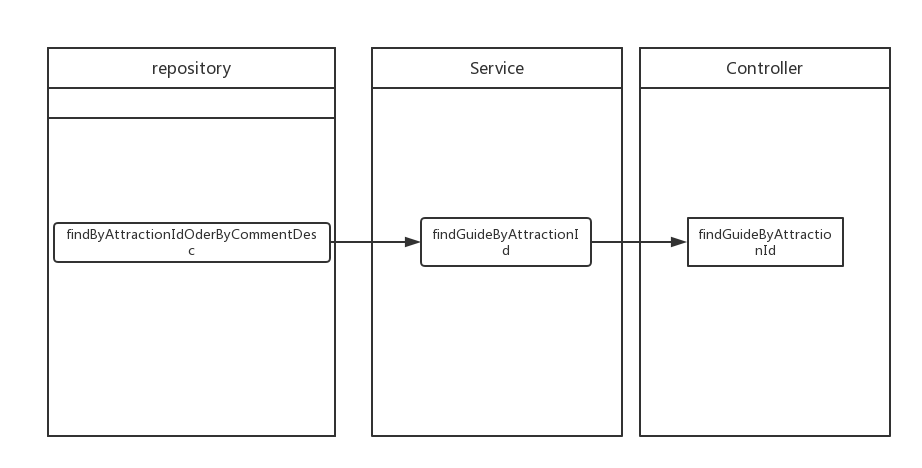 repository
Service
Controller
findByAttractionIdOderByCommentDes
c
findGuideByAttractionI
d
findGuideByAttractio
nId